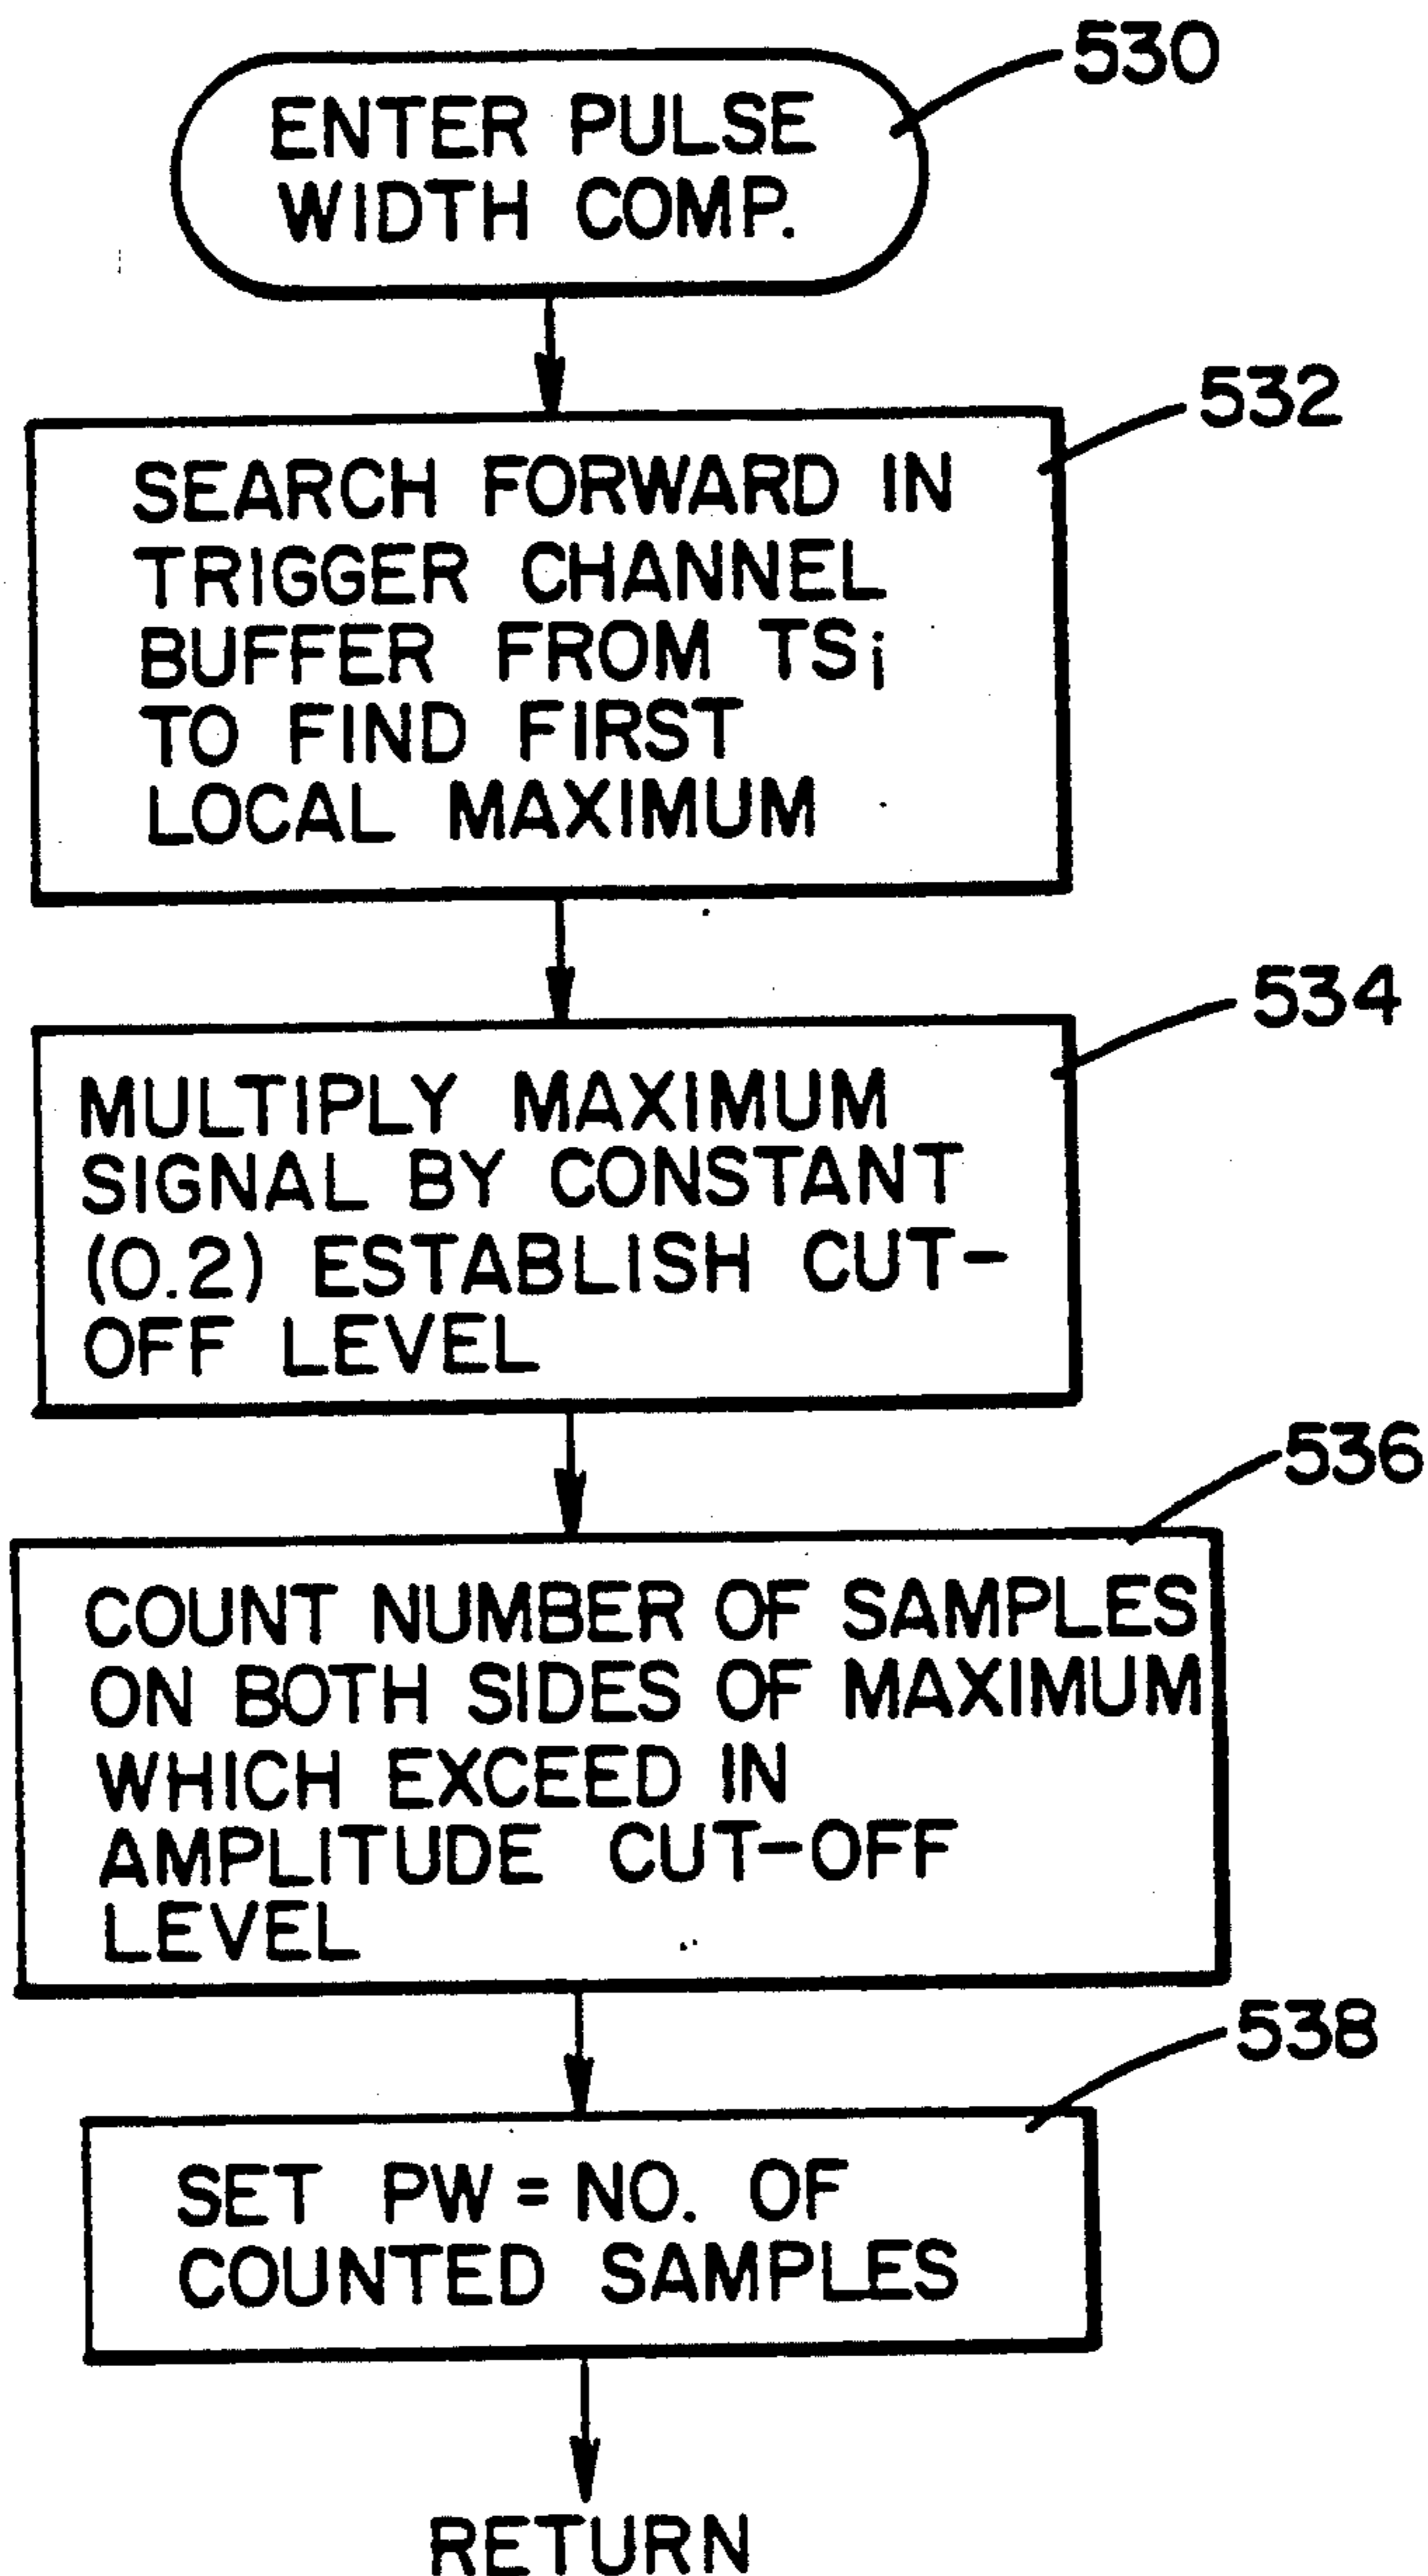 530
ENTER PULSE
WIDTH COMP.
532
SEARCH FORWARD IN
TRIGGER CHANNEL
BUFFER FROM TSi
TO FIND FIRST
LOCAL MAXIMUM
534
MULTIPLY MAXIMUM
SIGNAL BY CONSTANT
(0.2) ESTABLISH CUT-
OFF LEVEL
536
COUNT NUMBER OF SAMPLES
ON BOTH SIDES OF MAXIMUM
WHICH EXCEED IN
AMPLITUDE CUT-OFF
LEVEL
538
SET PW = NO. OF
COUNTED SAMPLES
RETURN